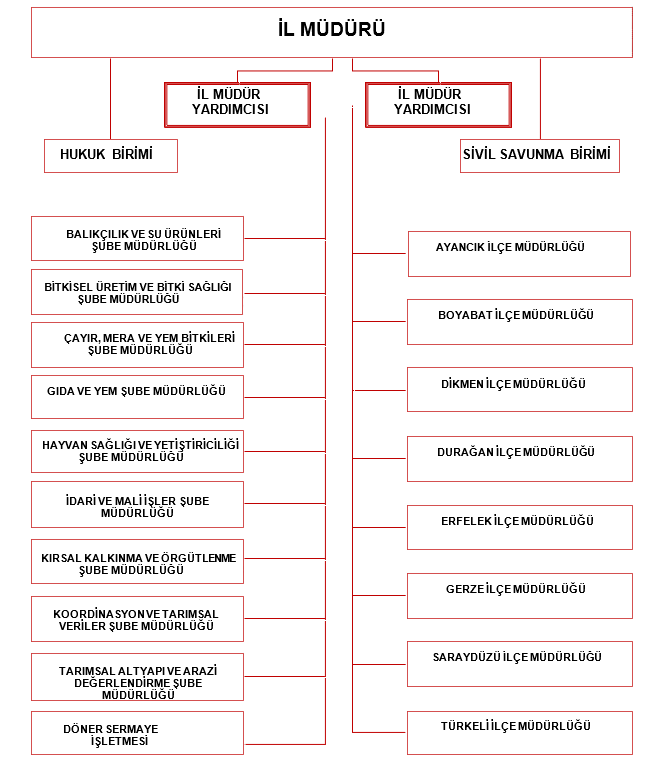 İL MÜDÜRÜ
İL MÜDÜR
YARDIMCISI
İL MÜDÜR
YARDIMCISI
HUKUK BİRİMİ
SİVİL SAVUNMA BİRİMİ
BALIKÇILIK VE SU ÜRÜNLERİ
ŞUBE MÜDÜRLÜĞÜ
BİTKİSEL ÜRETİM VE BİTKİ SAĞLIĞI
ŞUBE MÜDÜRLÜĞÜ
ÇAYIR, MERA VE YEM BİTKİLERİ
ŞUBE MÜDÜRLÜĞÜ
GIDA VE YEM ŞUBE MÜDÜRLÜĞÜ
HAYVAN SAĞLIĞI VE YETİŞTİRİCİLİĞİ
ŞUBE MÜDÜRLÜĞÜ
İDARİ VE MALİ İŞLER ŞUBE
MÜDÜRLÜĞÜ
KIRSAL KALKINMA VE ÖRGÜTLENME
ŞUBE MÜDÜRLÜĞÜ
KOORDİNASYON VE TARIMSAL
VERİLER ŞUBE MÜDÜRLÜĞÜ
TARIMSAL ALTYAPI VE ARAZİ
DEĞERLENDİRME ŞUBE
MÜDÜRLÜĞÜ
DÖNER SERMAYE
İŞLETMESİ
AYANCIK İLÇE MÜDÜRLÜĞÜ
BOYABAT İLÇE MÜDÜRLÜĞÜ
DİKMEN İLÇE MÜDÜRLÜĞÜ
DURAĞAN İLÇE MÜDÜRLÜĞÜ
ERFELEK İLÇE MÜDÜRLÜĞÜ
GERZE İLÇE MÜDÜRLÜĞÜ
SARAYDÜZÜ İLÇE MÜDÜRLÜĞÜ
TÜRKELİ İLÇE MÜDÜRLÜĞÜ